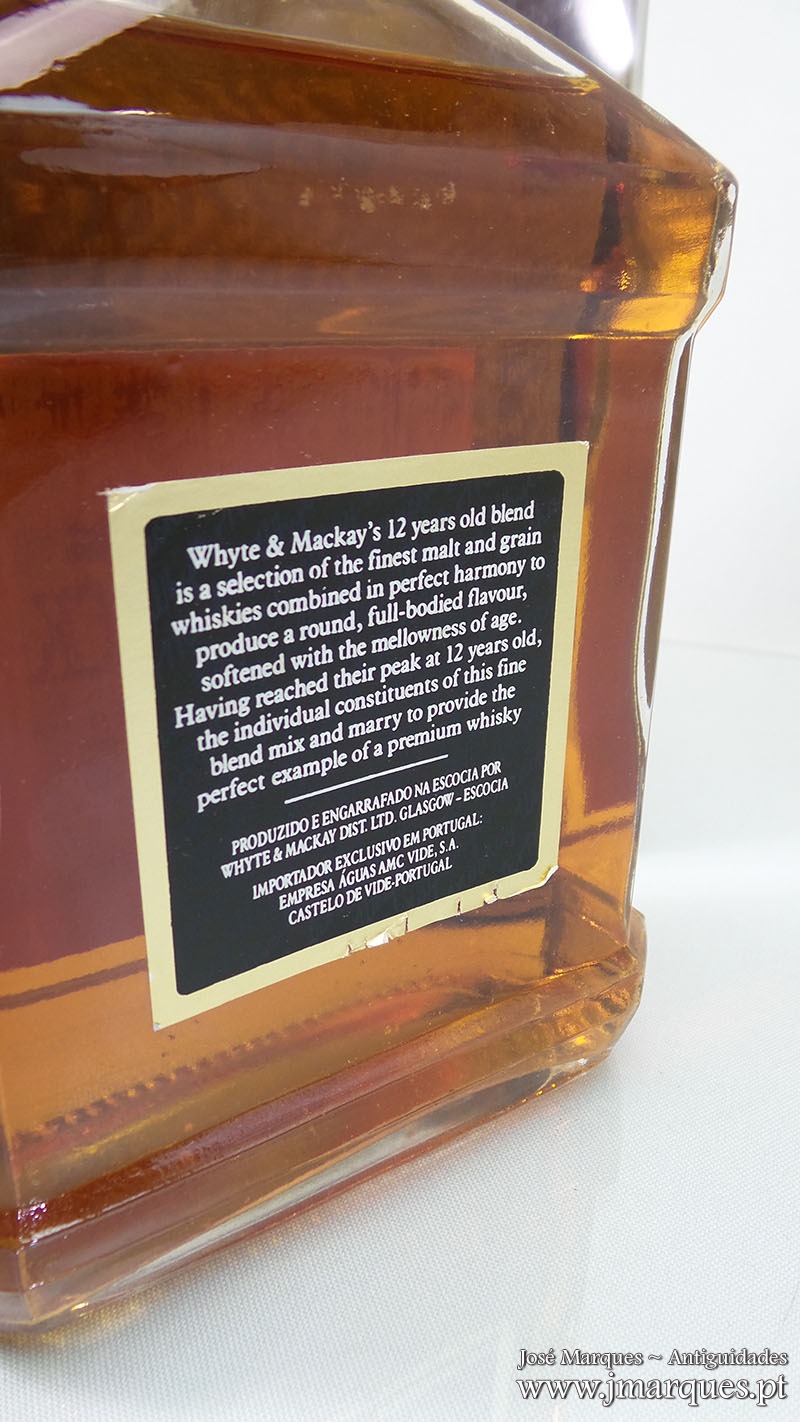 Whyte & Mackay's 12 years old blend
is a selection of the finest malt and grain
whiskies combined in perfect harmony to
produce a round, full-bodied flavour,
softened with the mellowness of age.
Having reached their peak at 12 years old,
the individual constituents of this fine
blend mix and marry to provide the
perfect example of a premium whisky
PRODUZIDO E ENGARRAFADO NA ESCOCIA POR
WHYTE & MACKAY DIST. LTD. GLASGOW - ESCOCIA
IMPORTADOR EXCLUSIVO EM PORTUGAL:
EMPRESA ÁGUAS AMC VIDE, S.A.
CASTELO DE VIDE-PORTUGAL
José Marques ~ Antiguidades
www.jmarques.pt